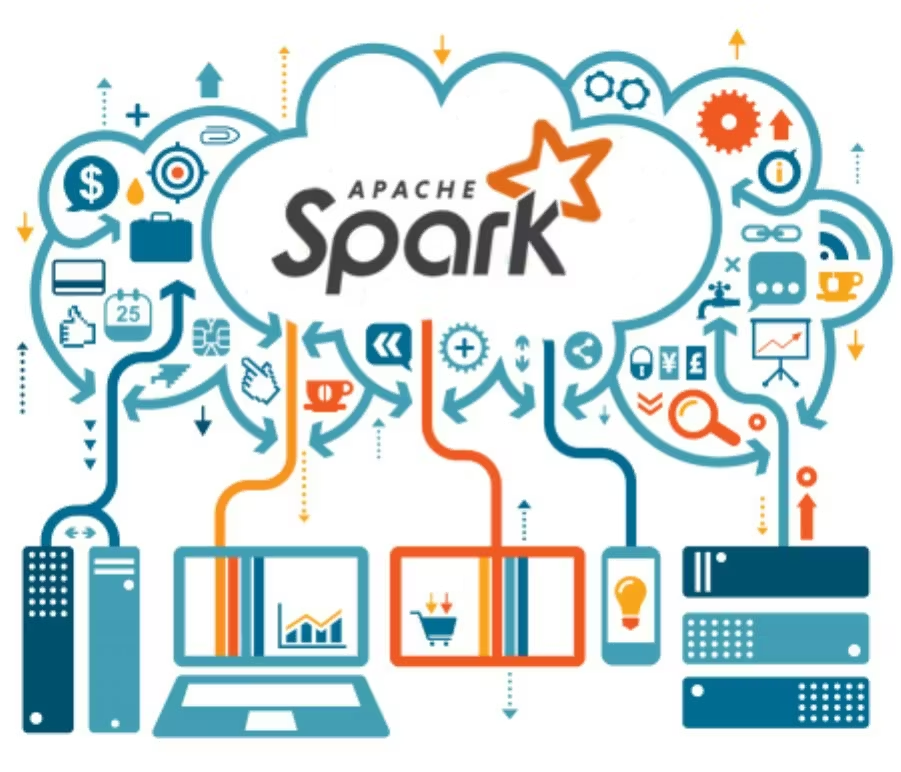 APACHE
Spark
$
i
25
¥ £